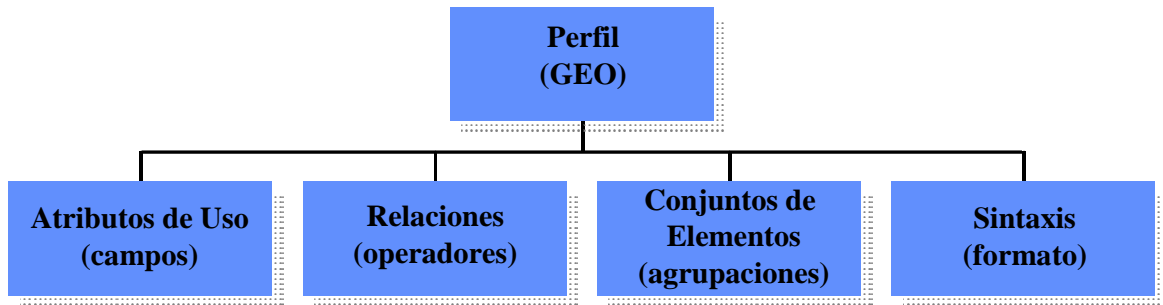 Perfil
(GEO)
Atributos de Uso
(campos)
Relaciones
(operadores)
Conjuntos de
Elementos
(agrupaciones)
Sintaxis
(formato)